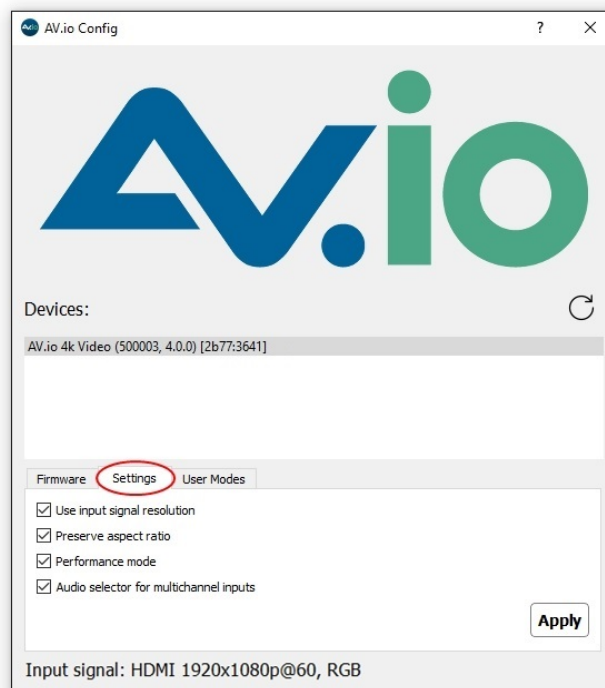 AV.io Config
?
AV.io
Devices:
AV.io 4k Video (500003, 4.0.0) [2b77:3641]
Firmware Settings User Modes
Use input signal resolution
Preserve aspect ratio
Performance mode
Audio selector for multichannel inputs
Apply
Input signal: HDMI 1920x1080p@60, RGB